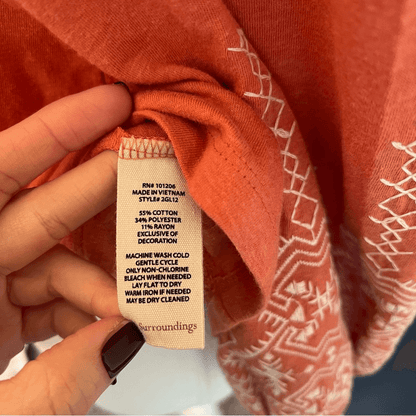 RN# 101206
MADE IN VIETNAM
STYLE# 2GL12
55% COTTON
34% POLYESTER
11% RAYON
EXCLUSIVE OF
DECORATION
MACHINE WASH COLD
GENTLE CYCLE
ONLY NON-CHLORINE
BLEACH WHEN NEEDED
LAY FLAT TO DRY
WARM IRON IF NEEDED
MAY BE DRY CLEANED
Surroundings